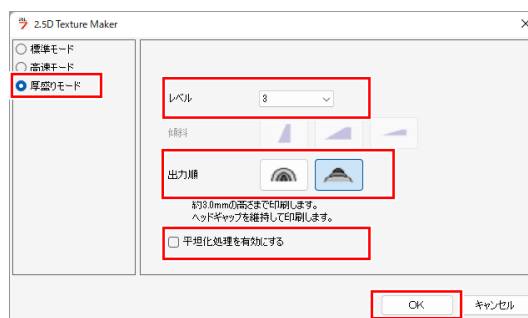 2.5D Texture Maker
標準モード
高速モード
厚盛りモード
レベル
3
傾斜
出力順
約3.0mmの高さまで印刷します。
ヘッドギャップを維持して印刷します。
平坦化処理を有効にする
OK
キャンセル